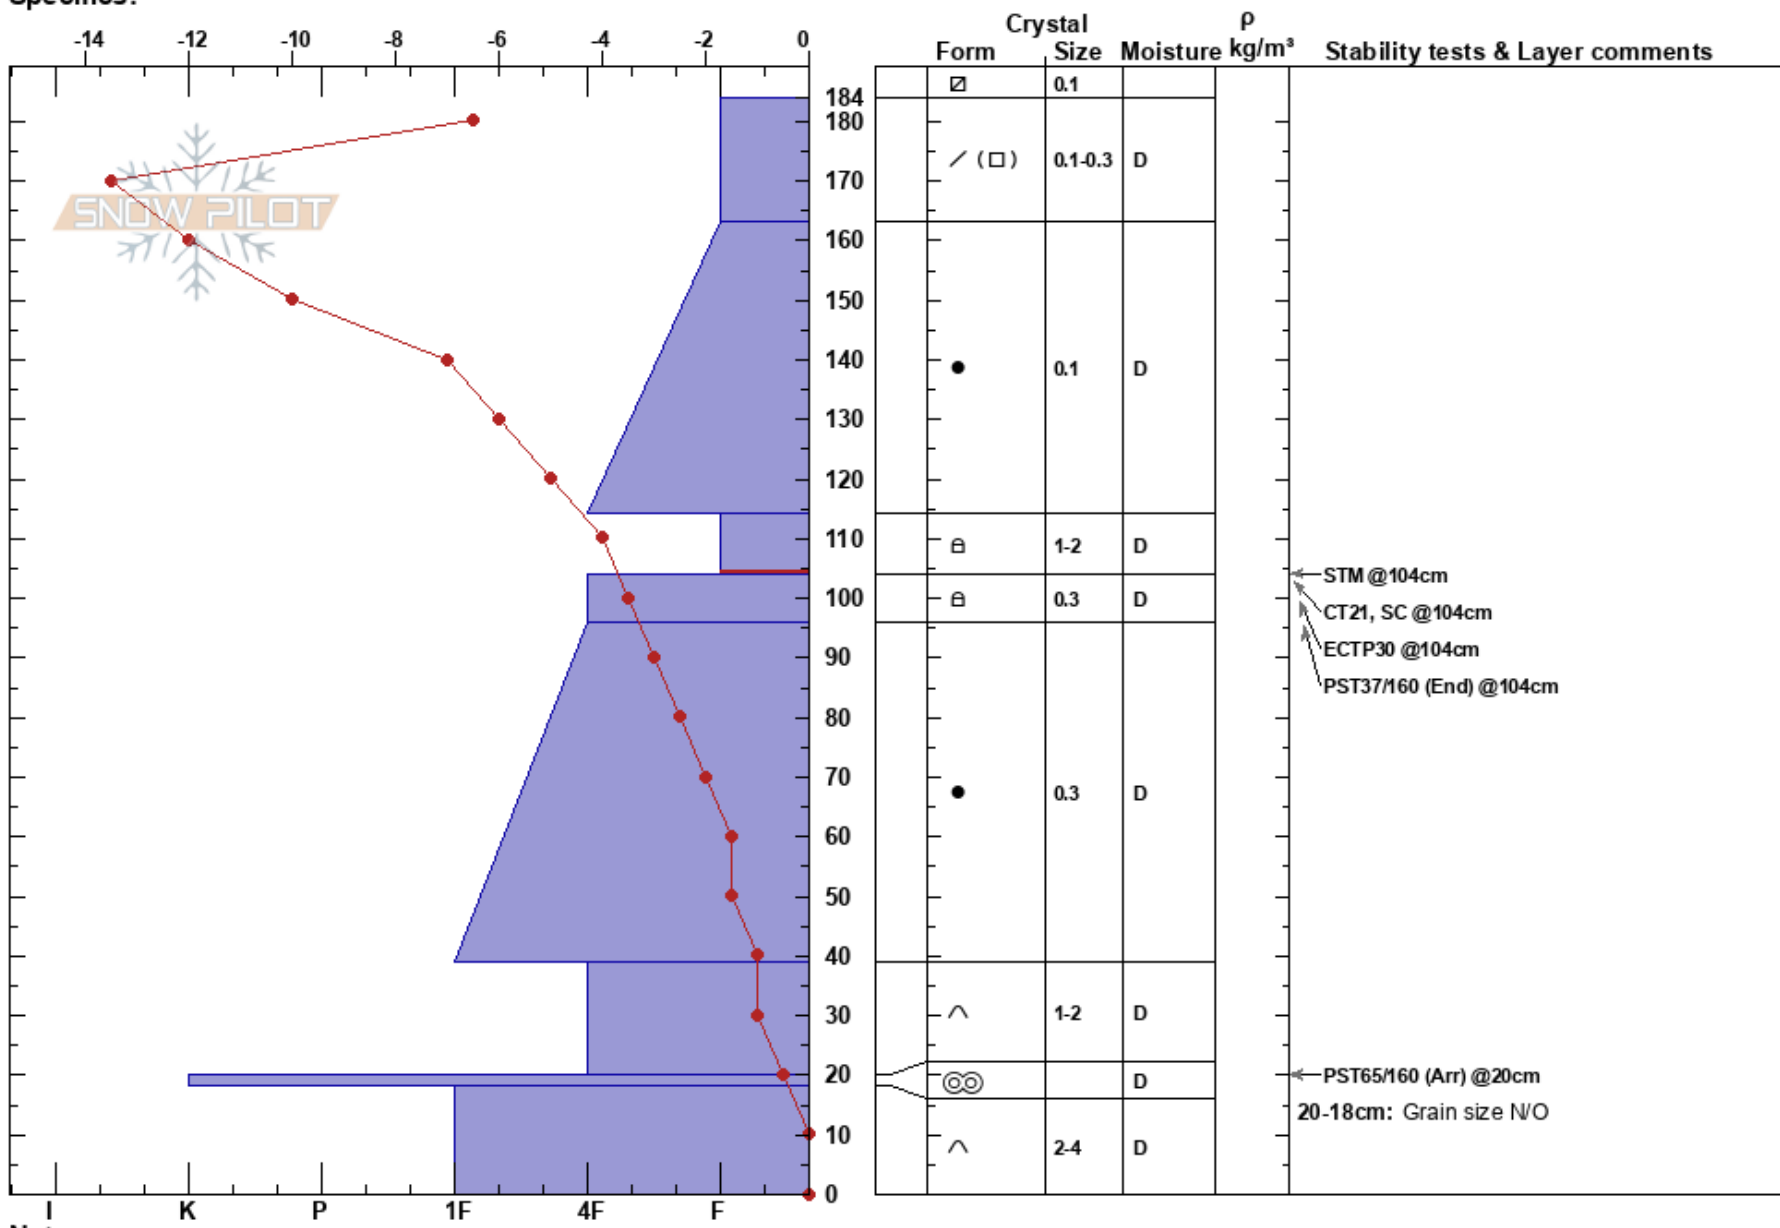 Crystal ρ
-14 -12 -10 -8 -6 -4 -2 0 Form Size Moisture kg/m³ Stability tests & Layer comments
0.1
184
180
/ (□) 0.1-0.3 D
170
SNOW PILOT
160
150
140
● 0.1 D
130
120
110
1-2 D
STM @104cm
100
0.3 D
CT21, SC @104cm
ECTP30 @104cm
90
PST37/160 (End) @104cm
80
70
● 0.3 D
60
50
40
30
1-2 D
20
PST65/160 (Arr) @20cm
D
20-18cm: Grain size N/O
10
2-4 D
0
I K P 1F 4F F